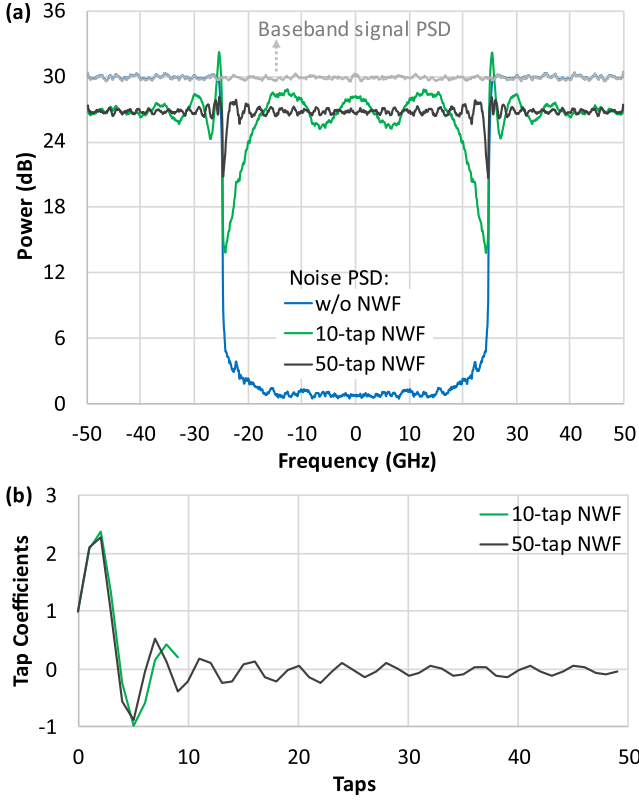 (a)
36
Baseband signal PSD
30
24
18
12
6
0
Power (dB)
Noise PSD:
w/o NWF
10-tap NWF
50-tap NWF
-50 -40 -30 -20 -10 0 10 20 30 40 50
Frequency (GHz)
(b)
3
2
1
0
-1
Tap Coefficients
10-tap NWF
50-tap NWF
0 10 20 30 40 50
Taps